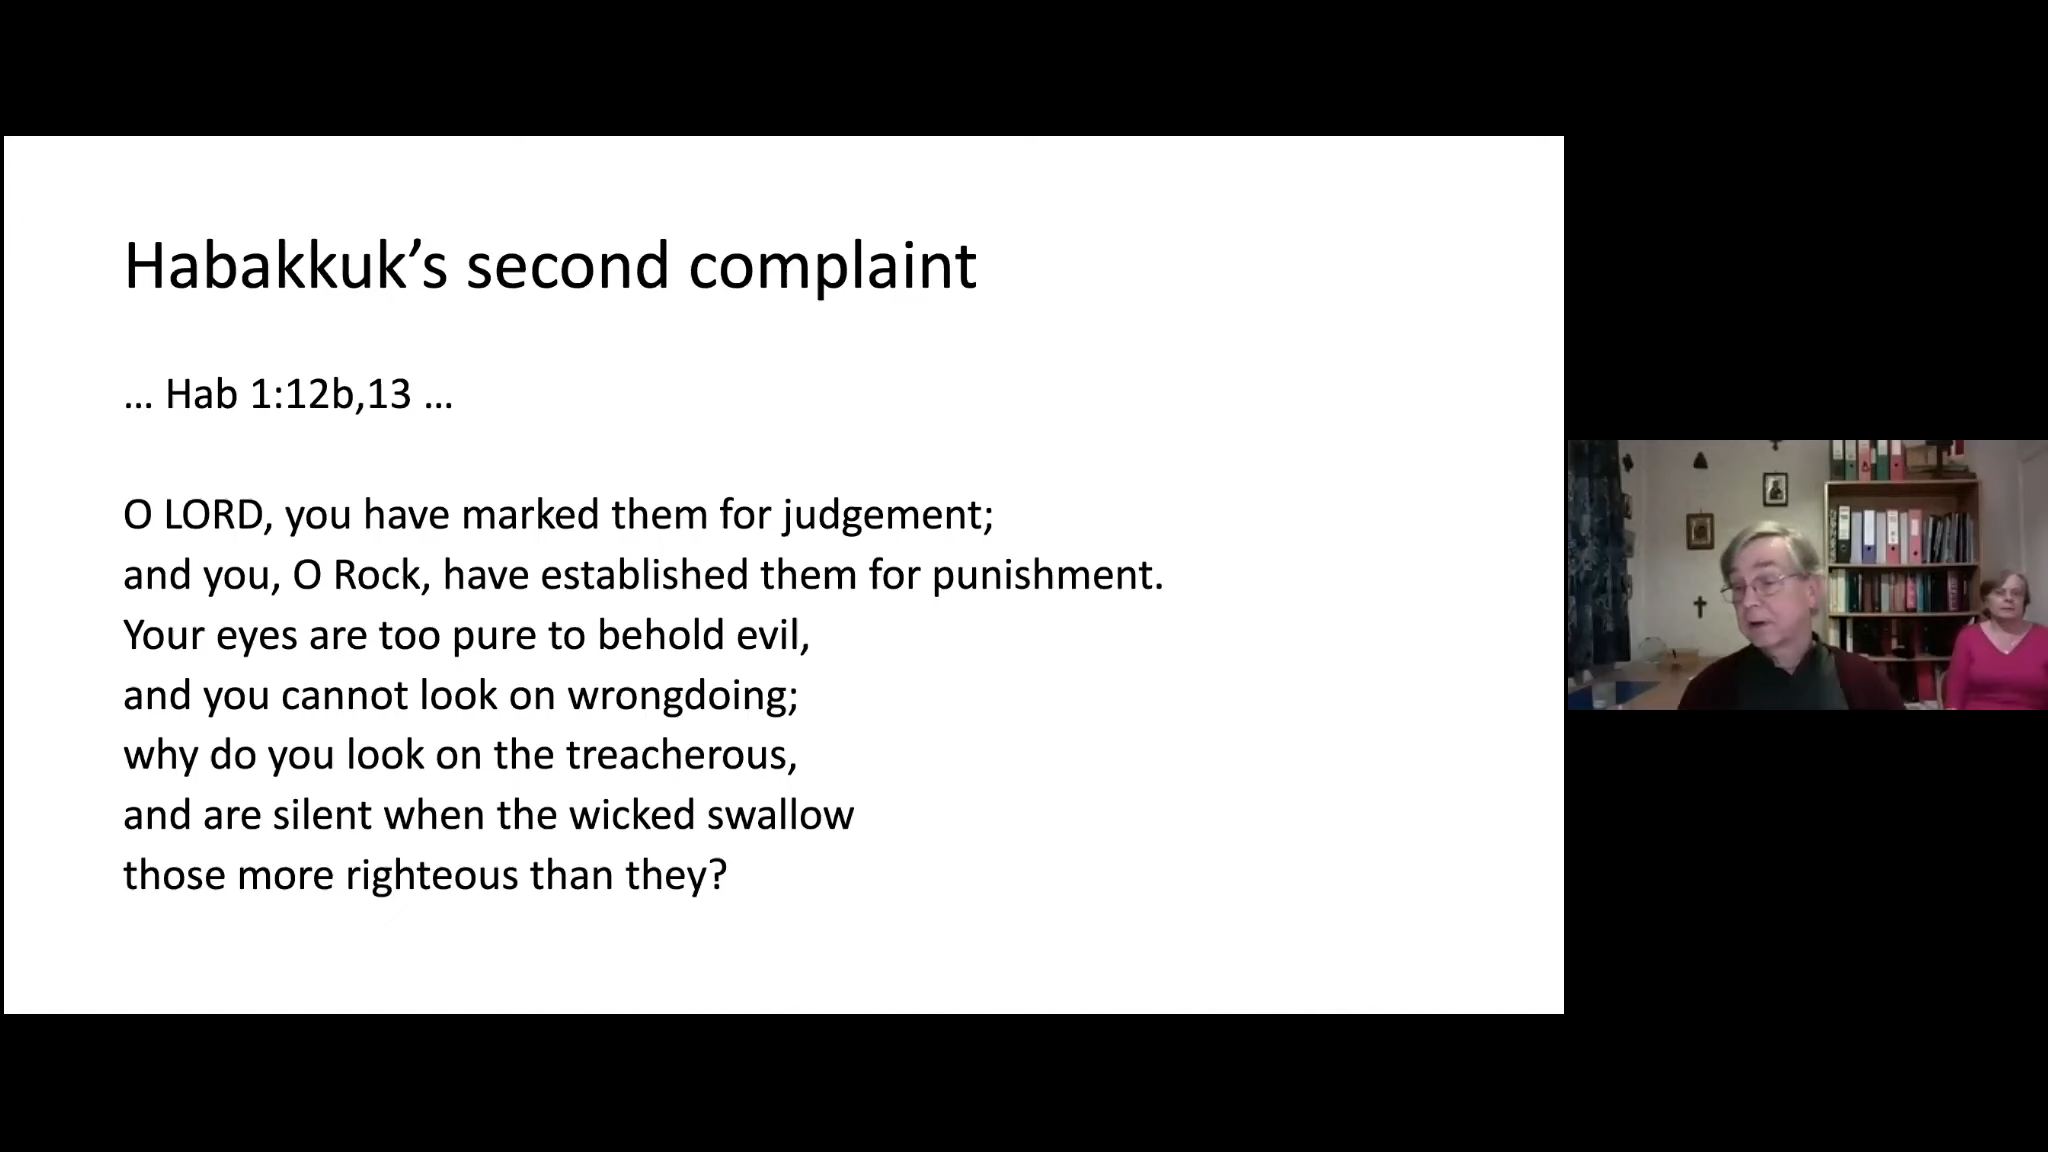 Habakkuk’s second complaint
... Hab 1:12b,13 ...
O LORD, you have marked them for judgement;
and you, O Rock, have established them for punishment.
Your eyes are too pure to behold evil,
and you cannot look on wrongdoing;
why do you look on the treacherous,
and are silent when the wicked swallow
those more righteous than they?